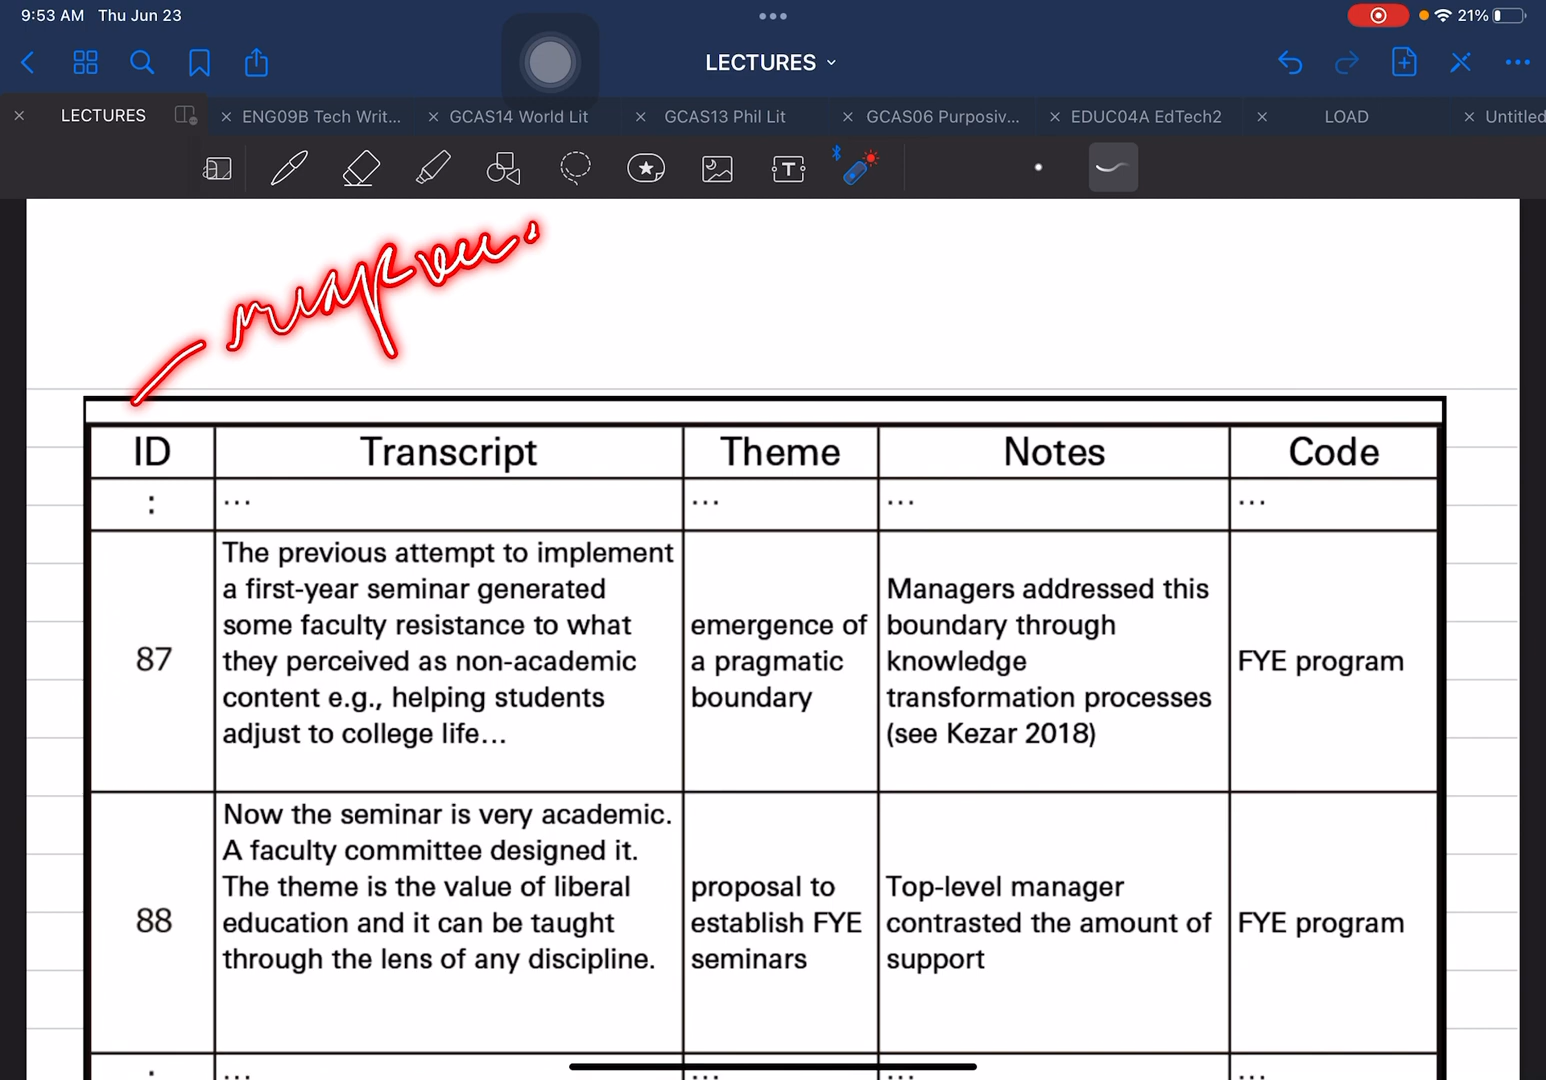 9:53 AM Thu Jun 23
21%
LECTURES
LECTURES
ENG09B Tech Writ...
GCAS14 World Lit
GCAS13 Phil Lit
GCAS06 Purposiv...
EDUC04A EdTech2
LOAD
Untitled
ID Transcript Theme Notes Code
: ... ... ... ...
The previous attempt to implement
a first-year seminar generated
some faculty resistance to what
they perceived as non-academic
content e.g., helping students
adjust to college life...
87
emergence of
a pragmatic
boundary
Managers addressed this
boundary through
knowledge
transformation processes
(see Kezar 2018)
FYE program
Now the seminar is very academic.
A faculty committee designed it.
The theme is the value of liberal
education and it can be taught
through the lens of any discipline.
88
proposal to
establish FYE
seminars
Top-level manager
contrasted the amount of
support
FYE program
: ... ... ... ...